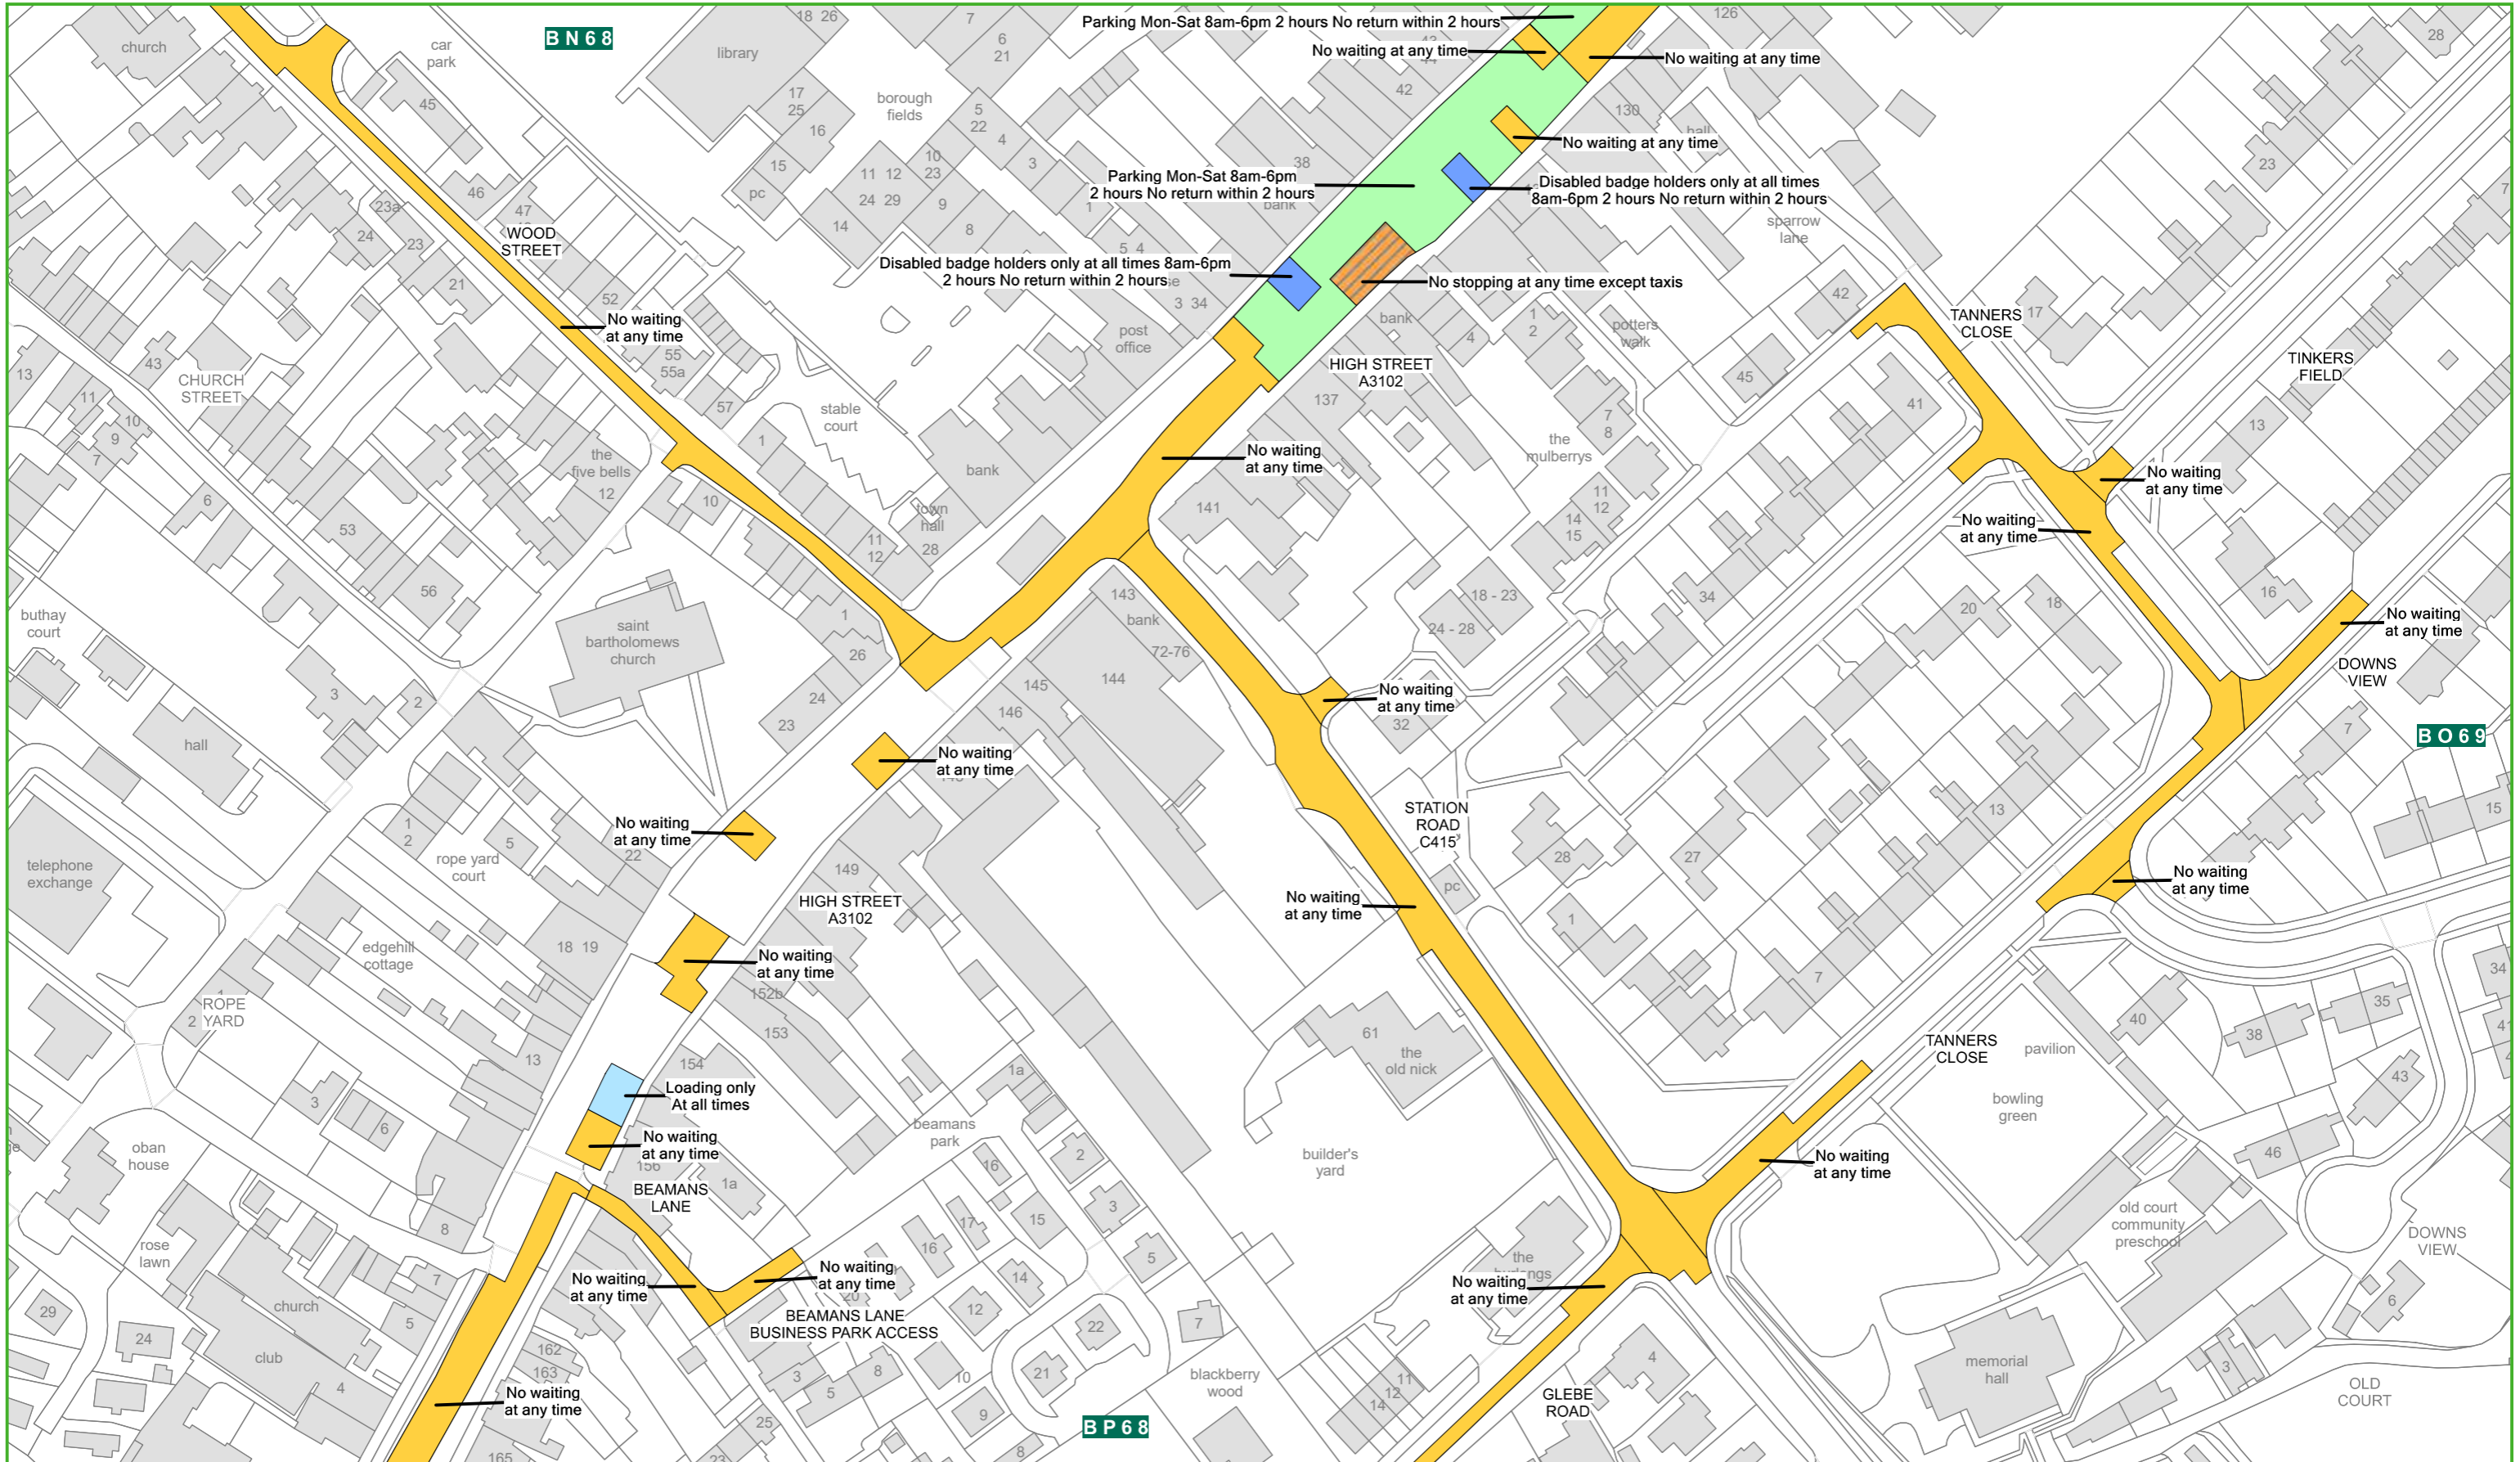 18 26
7
Parking Mon-Sat 8am-6pm 2 hours No return within 2 hours
126
church
car
park
B N 6 8
library
6
21
No waiting at any time
No waiting at any time
28
45
17
25
16
borough
fields
5
22
4
3
42
130
hall
No waiting at any time
23
15
pc
11 12
24 29
10
23
9
8
14
1
38
bank
Parking Mon-Sat 8am-6pm
2 hours No return within 2 hours
Disabled badge holders only at all times
8am-6pm 2 hours No return within 2 hours
sparrow
lane
7
46
47
23a
24
23
WOOD
STREET
21
52
5 4
Disabled badge holders only at all times 8am-6pm
2 hours No return within 2 hours
3 34
No stopping at any time except taxis
42
No waiting
at any time
55
55a
57
post
office
bank
4
1
2
potters
walk
45
TANNERS
CLOSE
17
TINKERS
FIELD
13
43
11
10
9
7
CHURCH
STREET
HIGH STREET
A3102
137
41
13
stable
court
1
7
8
the
mulberrys
the
five bells
12
bank
No waiting
at any time
No waiting
at any time
6
10
53
town
hall
28
11
12
141
11
12
14
15
No waiting
at any time
56
buthay
court
saint
bartholomews
church
1
26
143
bank
72-76
18 - 23
24 - 28
34
20
18
16
No waiting
at any time
3
2
24
23
145
144
146
No waiting
at any time
32
DOWNS
VIEW
hall
No waiting
at any time
7
B O 6 9
1
2
5
rope yard
court
22
No waiting
at any time
149
STATION
ROAD
C415
28
27
13
15
telephone
exchange
pc
HIGH STREET
A3102
No waiting
at any time
No waiting
at any time
1
edgehill
cottage
18 19
No waiting
at any time
7
34
ROPE
YARD
2
152b
153
35
40
38
13
154
61
the
old nick
TANNERS
CLOSE
pavilion
3
6
Loading only
At all times
1a
bowling
green
43
oban
house
No waiting
at any time
156
beamans
park
16
2
builder's
yard
No waiting
at any time
46
BEAMANS
LANE
1a
8
rose
lawn
17
15
3
16
5
old court
community
preschool
DOWNS
VIEW
7
No waiting
at any time
No waiting
at any time
14
the
No waiting
at any time
29
church
5
20
12
BEAMANS LANE
BUSINESS PARK ACCESS
22
7
6
24
club
4
162
163
3
5
8
10
21
blackberry
wood
11
12
14
4
memorial
hall
3
No waiting
at any time
GLEBE
ROAD
OLD
COURT
25
9
B P 6 8
165
23
8